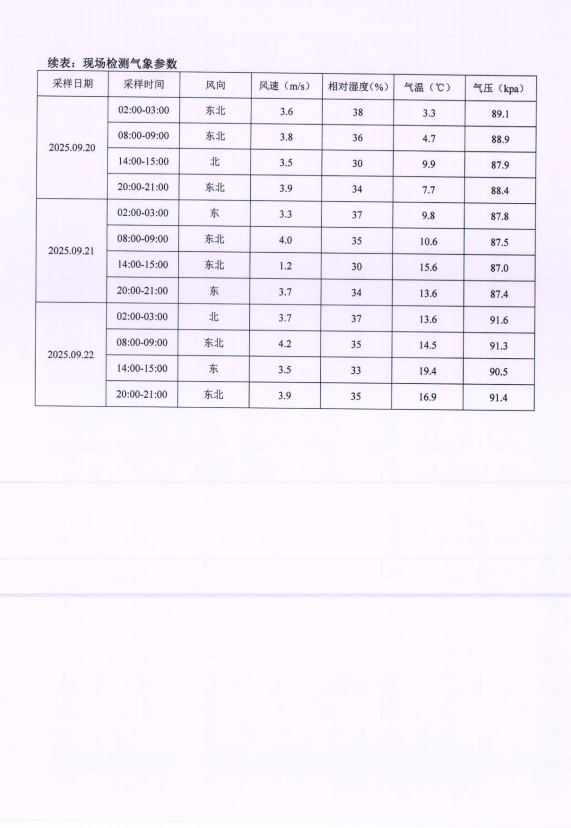 续表：现场检测气象参数
采样日期 采样时间 风向 风速（m/s） 相对湿度(%) 气温（℃） 气压（kpa）
2025.09.20 02:00-03:00 东北 3.6 38 3.3 89.1
08:00-09:00 东北 3.8 36 4.7 88.9
14:00-15:00 北 3.5 30 9.9 87.9
20:00-21:00 东北 3.9 34 7.7 88.4
2025.09.21 02:00-03:00 东 3.3 37 9.8 87.8
08:00-09:00 东北 4.0 35 10.6 87.5
14:00-15:00 东北 1.2 30 15.6 87.0
20:00-21:00 东 3.7 34 13.6 87.4
2025.09.22 02:00-03:00 北 3.7 37 13.6 91.6
08:00-09:00 东北 4.2 35 14.5 91.3
14:00-15:00 东 3.5 33 19.4 90.5
20:00-21:00 东北 3.9 35 16.9 91.4